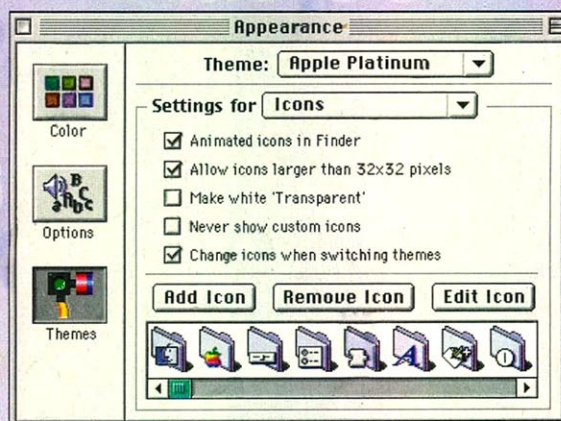 Appearance
Theme: Apple Platinum
Color
Settings for Icons
Animated icons in Finder
Allow icons larger than 32x32 pixels
Make white 'Transparent'
Options
Never show custom icons
Change icons when switching themes
Themes
Add Icon Remove Icon Edit Icon